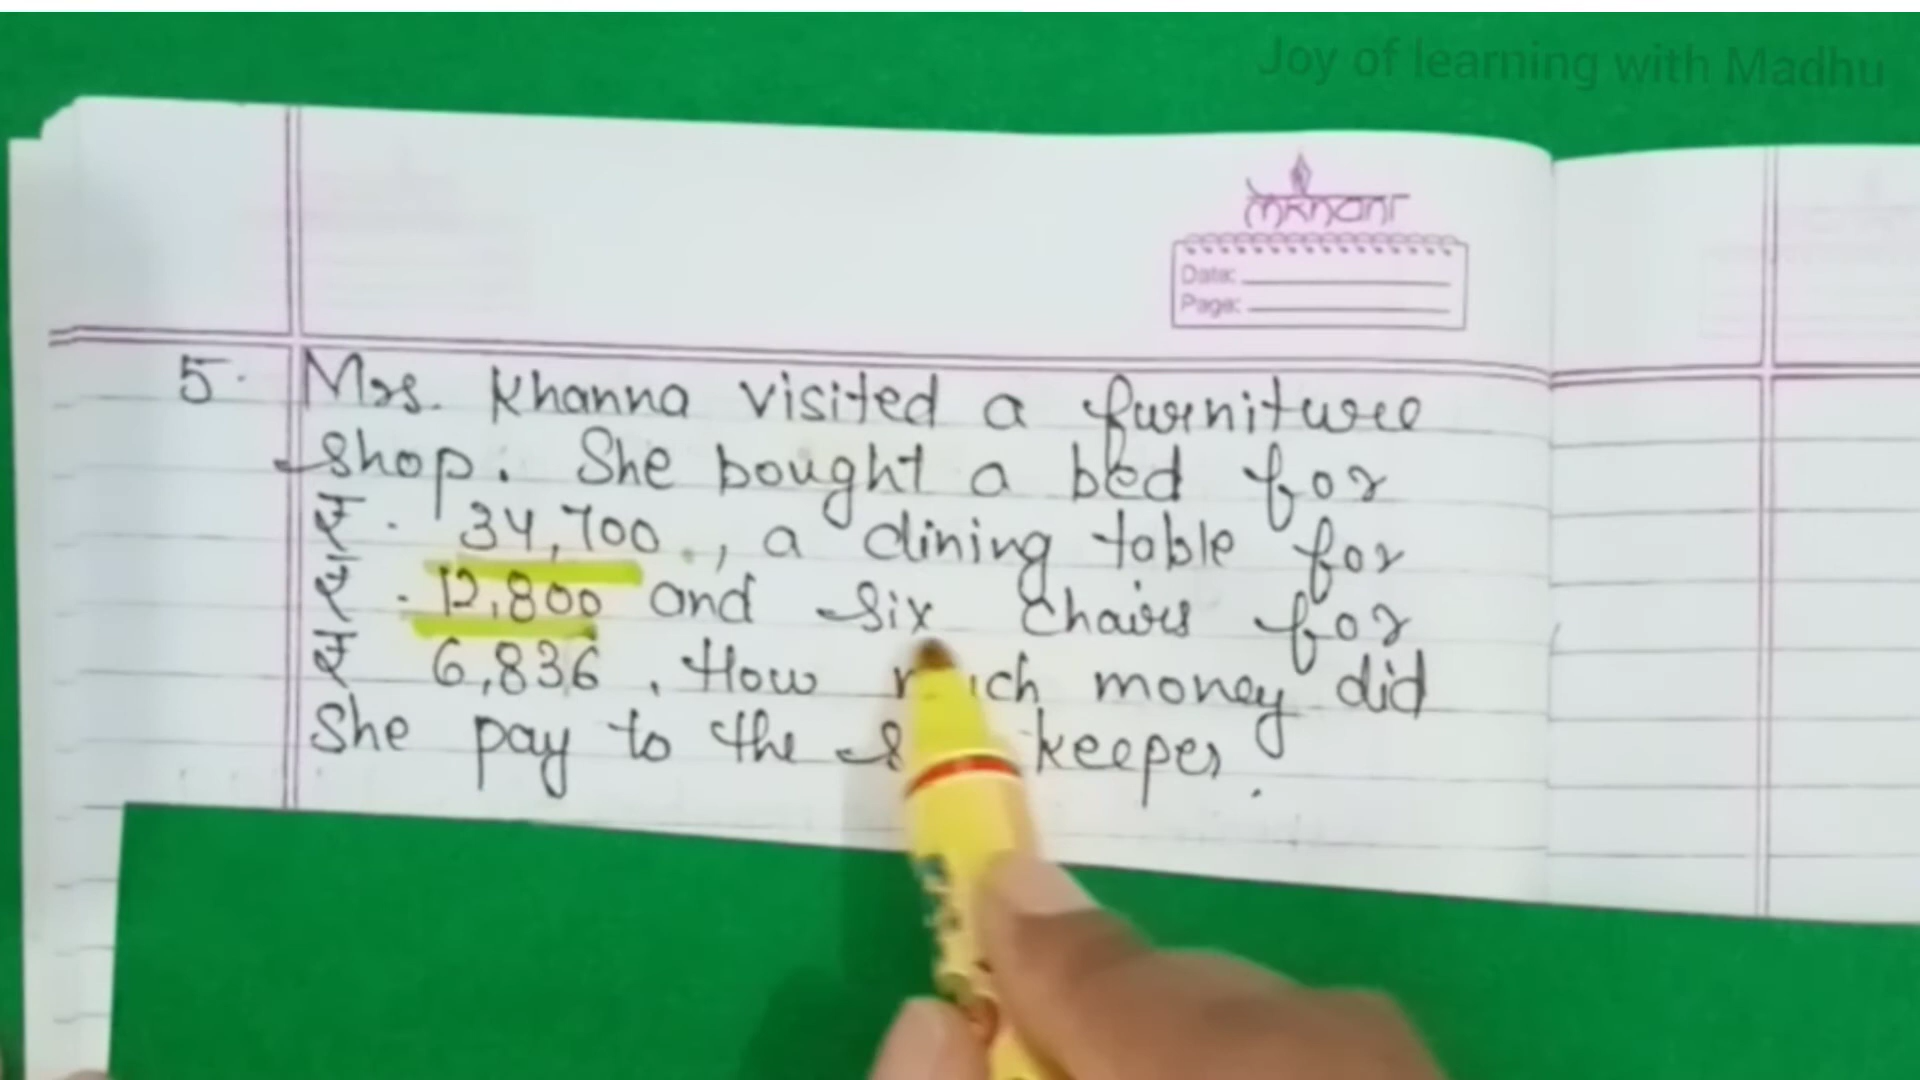 Joy of learning with Madhu
Date:
Page:
5. Mrs. Khanna visited a furniture
shop. She bought a bed for
₹. 34,700., a dining table for
₹. 12,800 and six chairs for
₹ 6,836. How much money did
She pay to the keeper.